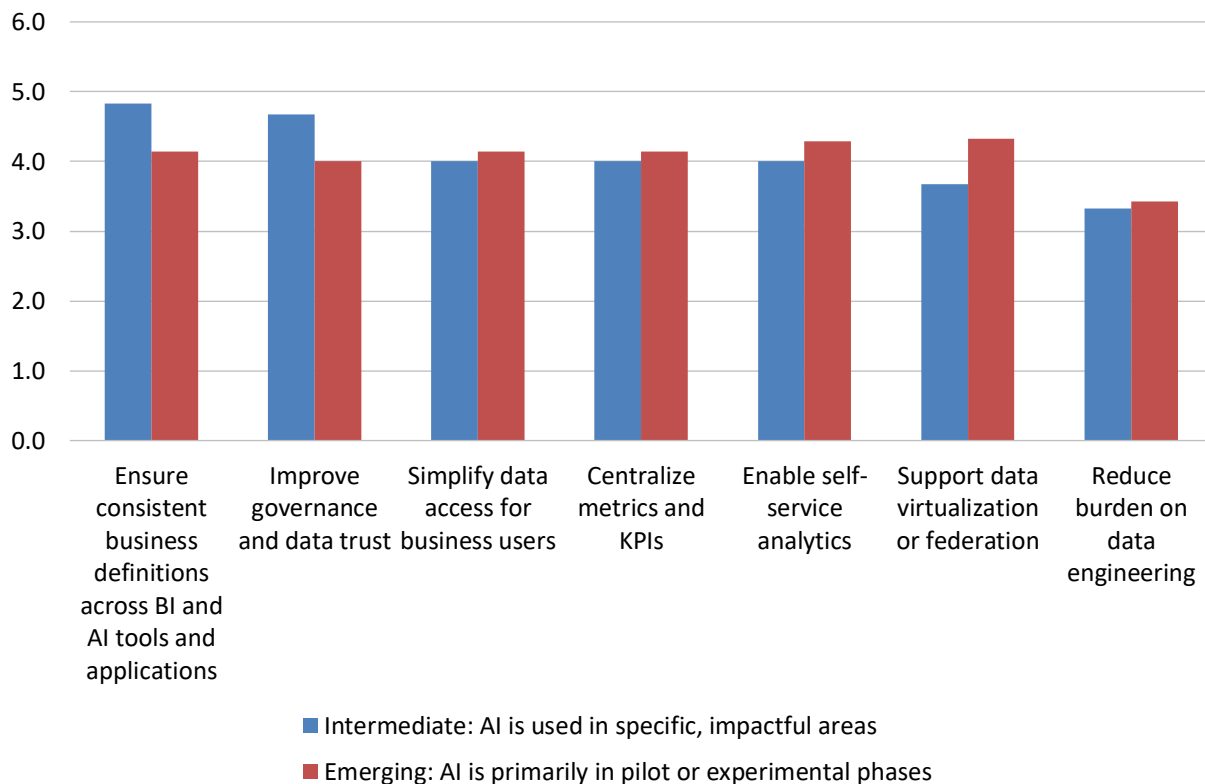 6.0
5.0
4.0
3.0
2.0
1.0
0.0
Ensure
consistent
business
definitions
across BI and
AI tools and
applications
Improve
governance
and data trust
Simplify data
access for
business users
Centralize
metrics and
KPIs
Enable self-
service
analytics
Support data
virtualization
or federation
Reduce
burden on
data
engineering
Intermediate: AI is used in specific, impactful areas
Emerging: AI is primarily in pilot or experimental phases